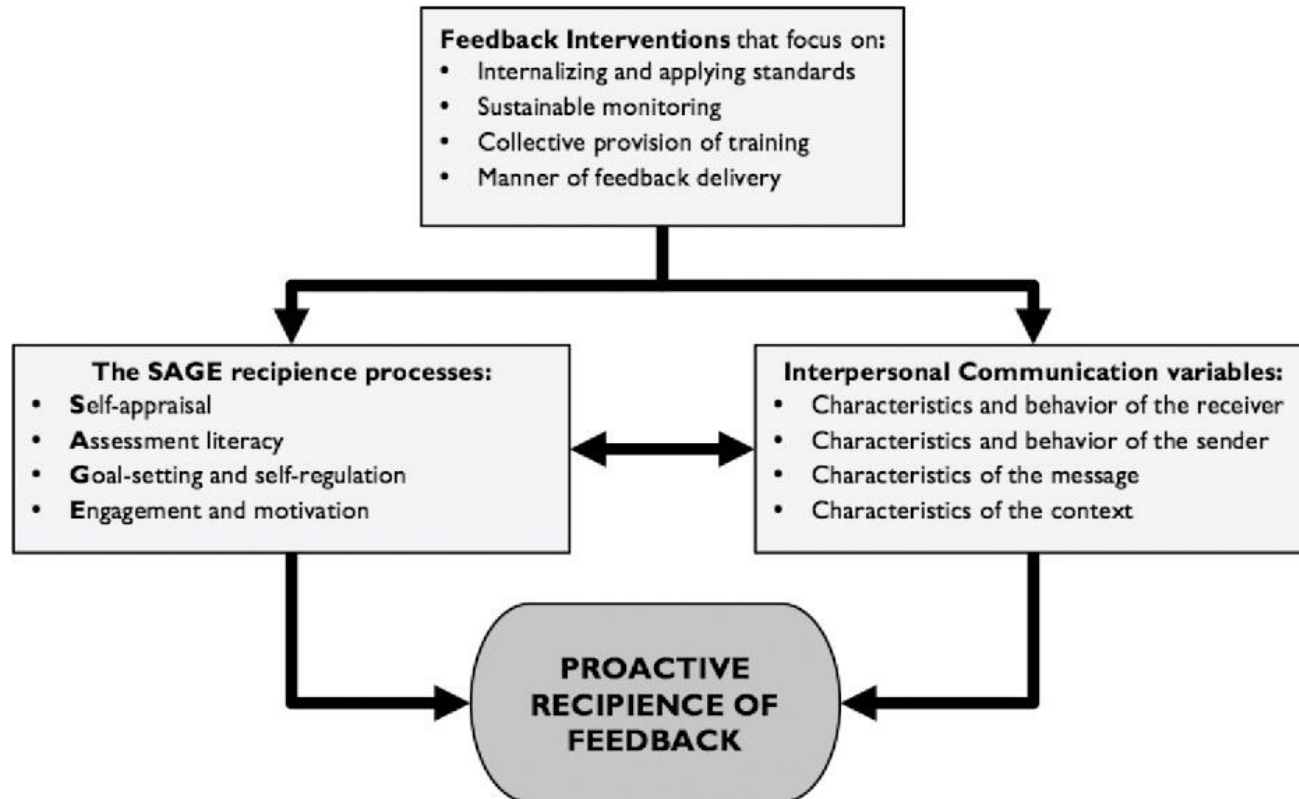 Feedback Interventions that focus on:
• Internalizing and applying standards
• Sustainable monitoring
• Collective provision of training
• Manner of feedback delivery
The SAGE recipience processes:
• Self-appraisal
• Assessment literacy
• Goal-setting and self-regulation
• Engagement and motivation
Interpersonal Communication variables:
• Characteristics and behavior of the receiver
• Characteristics and behavior of the sender
• Characteristics of the message
• Characteristics of the context
PROACTIVE
RECIPIENCE OF
FEEDBACK